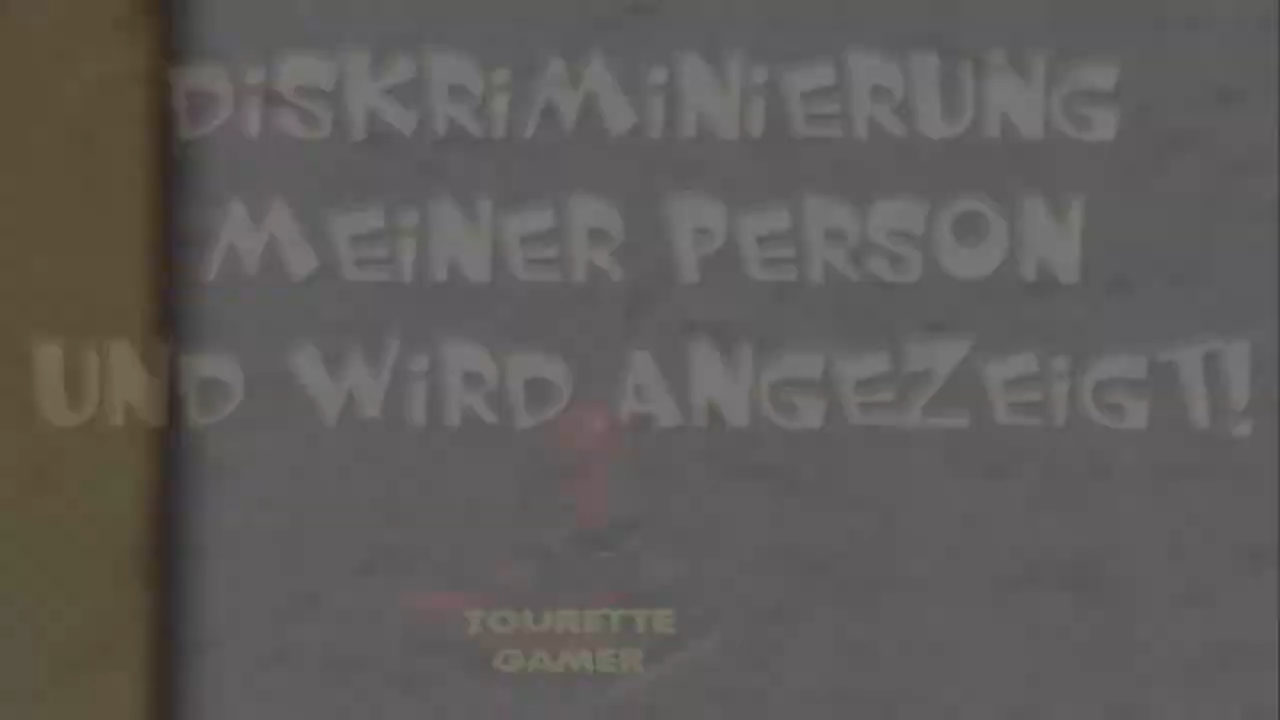 DiSKRiMiNiERUNG
MEiNER PERSON
UND WiRD ANGEZEiGT!
TOURETTE
GAMER